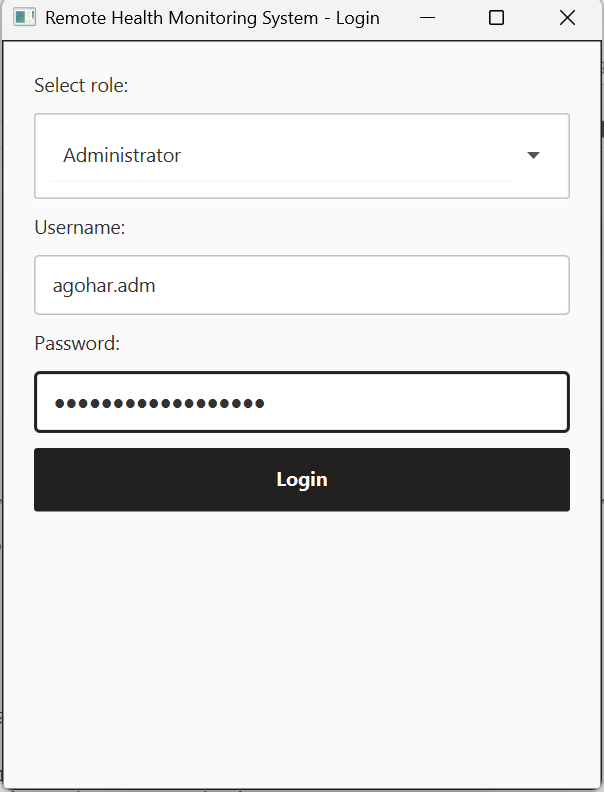 Remote Health Monitoring System - Login
Select role:
Administrator
Username:
agohar.adm
Password:
●●●●●●●●●●●●●●●●●●
Login